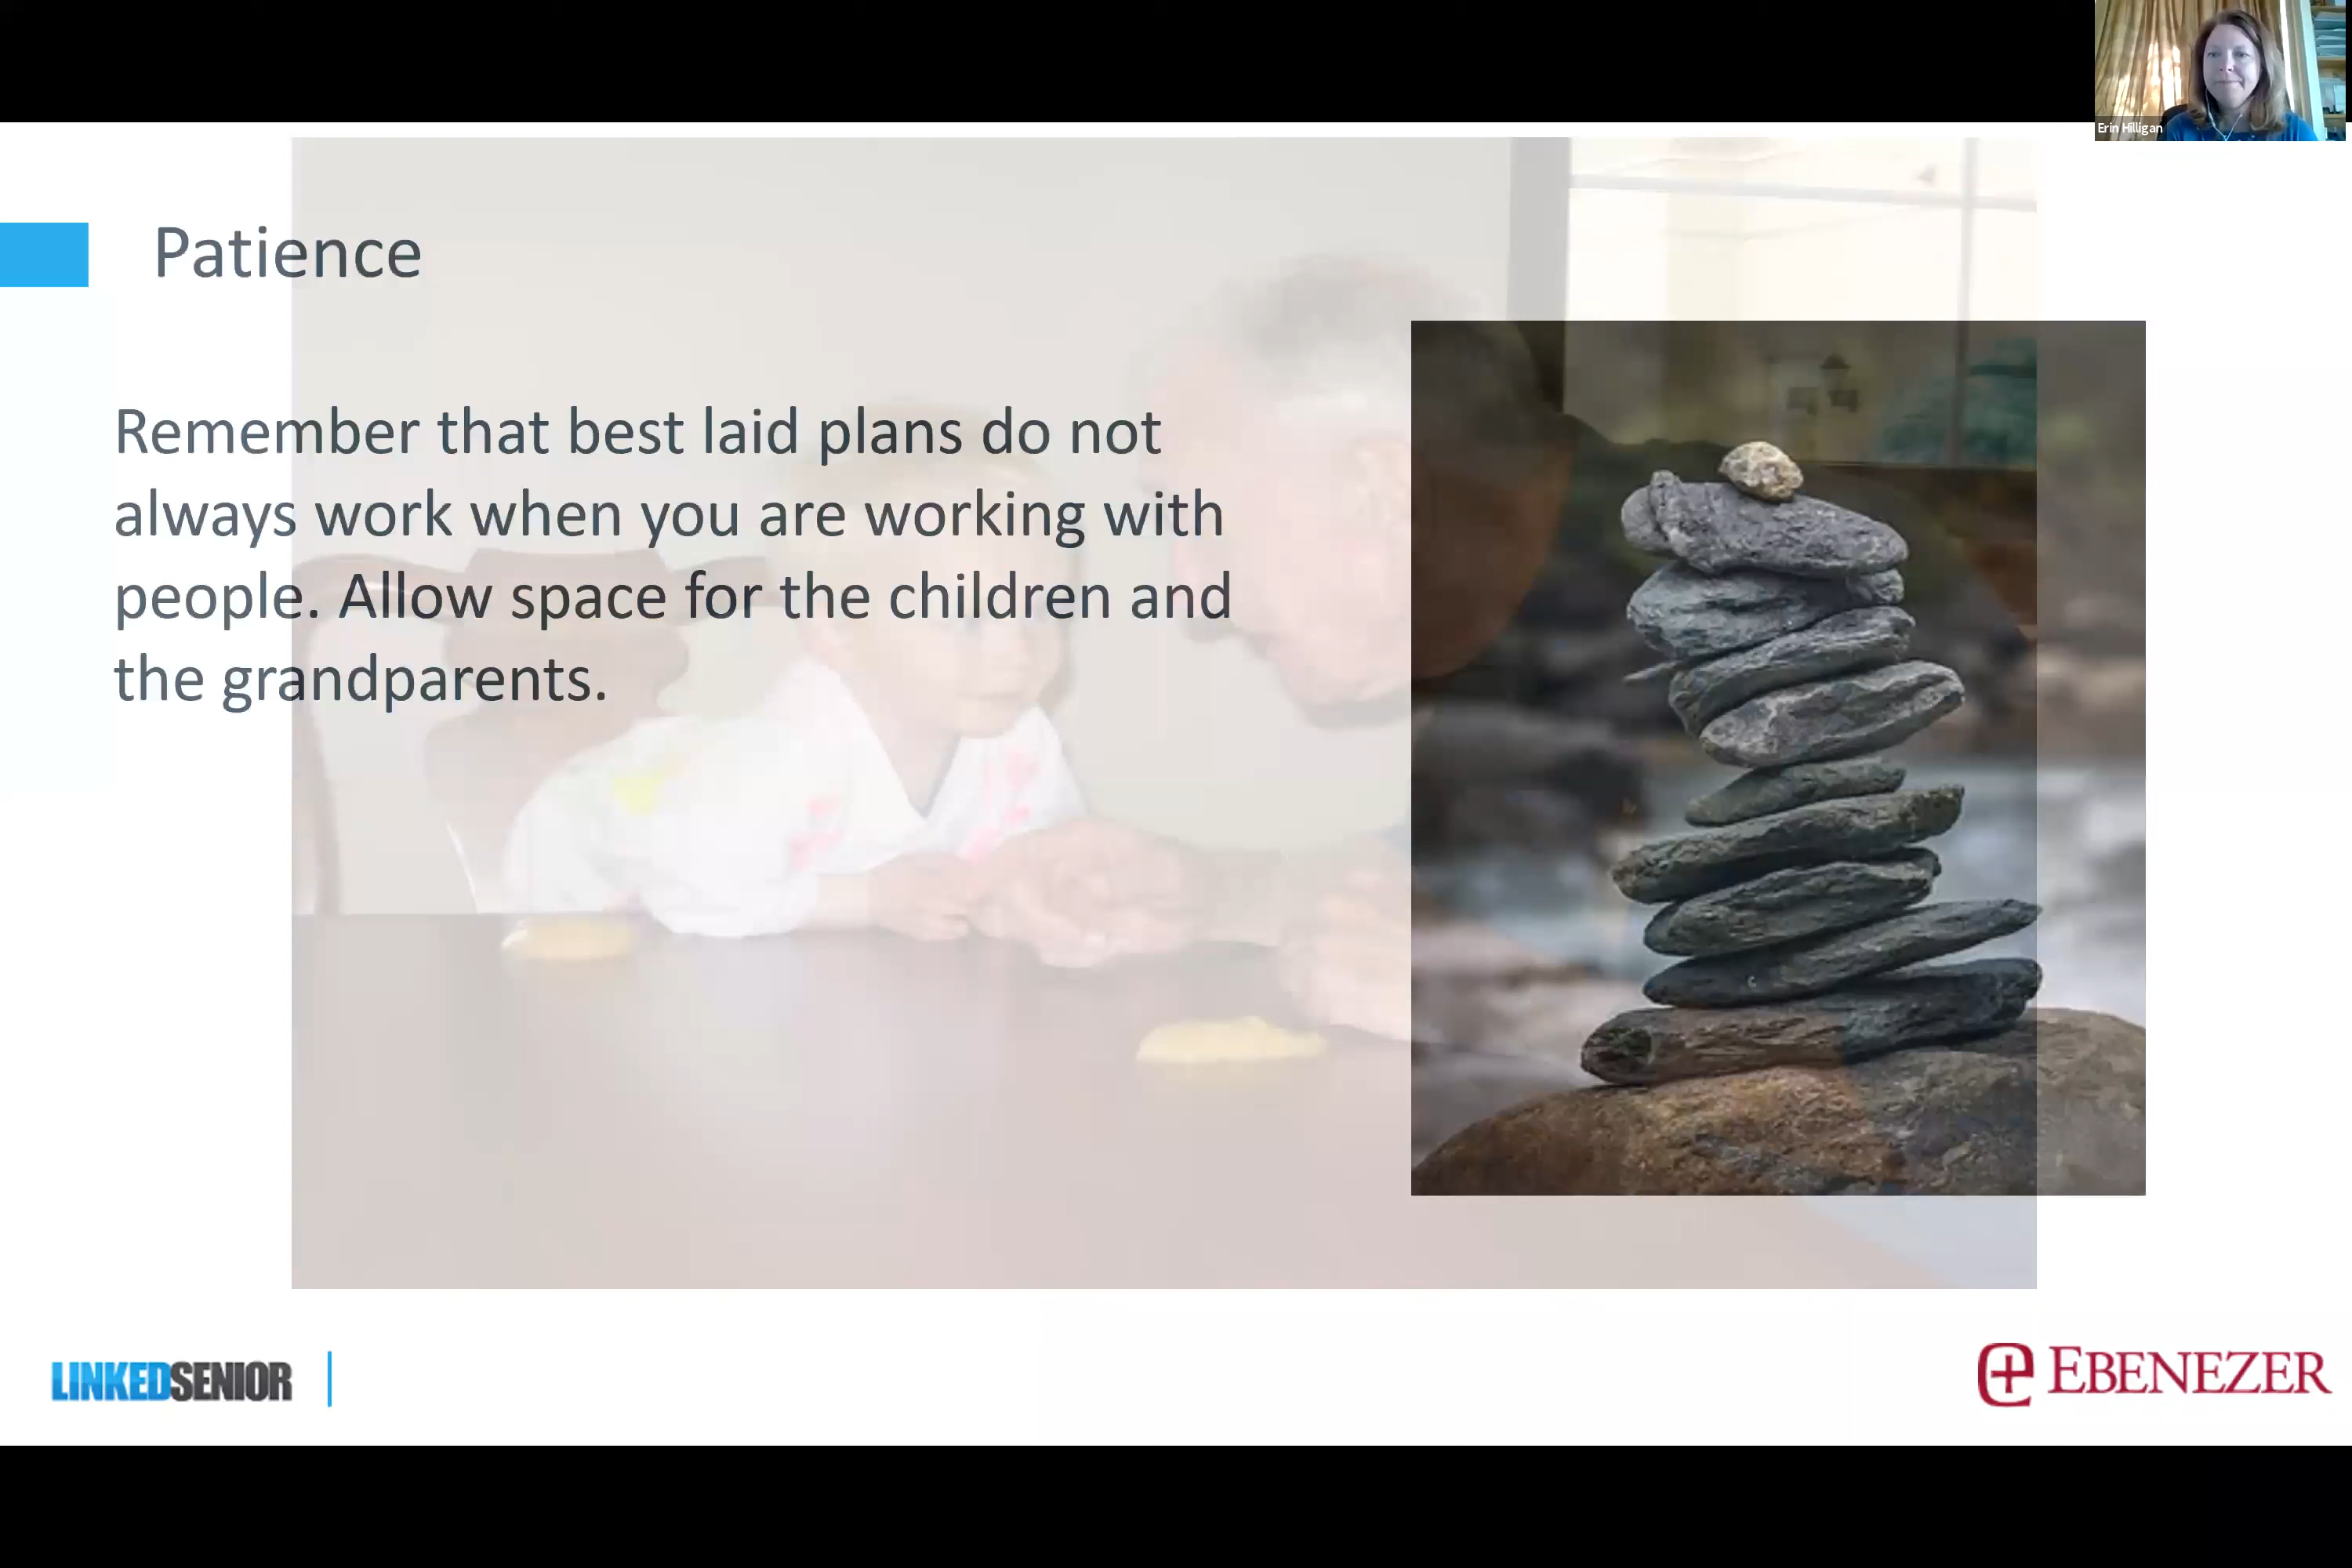 Erin Hilligan
Patience
Remember that best laid plans do not
always work when you are working with
people. Allow space for the children and
the grandparents.
LINKEDSENIOR
EBENEZER